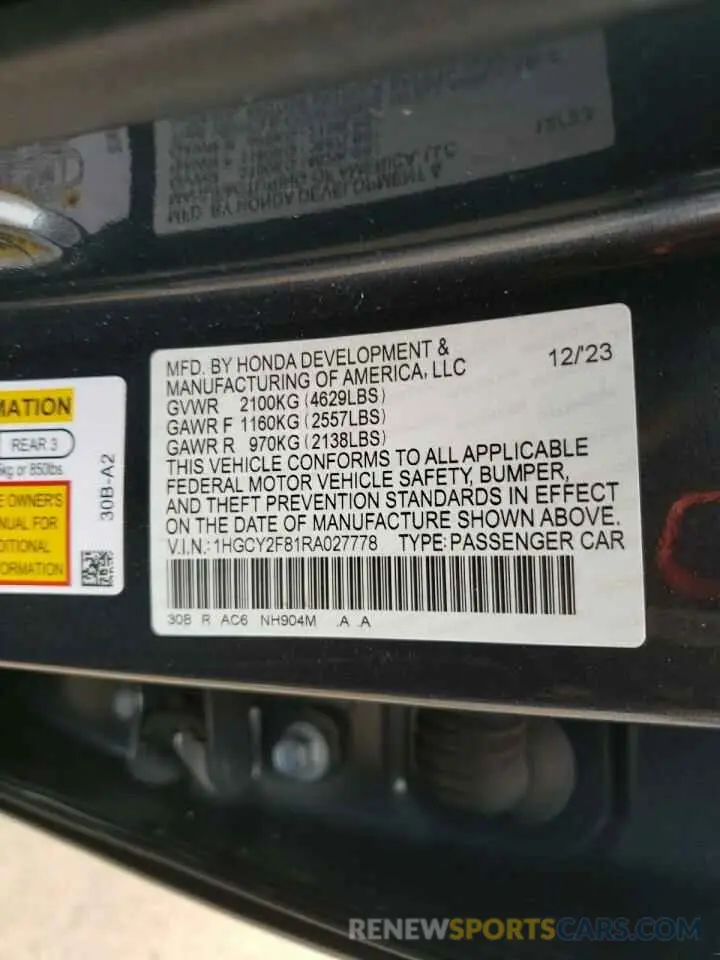 MFD. BY HONDA DEVELOPMENT &
MANUFACTURING OF AMERICA, LLC
12/'23
GVWR 2100KG (4629LBS)
GAWR F 1160KG (2557LBS)
GAWR R 970KG (2138LBS)
THIS VEHICLE CONFORMS TO ALL APPLICABLE
FEDERAL MOTOR VEHICLE SAFETY, BUMPER,
AND THEFT PREVENTION STANDARDS IN EFFECT
ON THE DATE OF MANUFACTURE SHOWN ABOVE.
V.I.N.: 1HGCY2F81RA027778 TYPE: PASSENGER CAR
30B R AC6 NH904M .A .A
MATION
REAR 3
kg or 850lbs
OWNER'S
FOR
30B-A2
RENEWSPORTSCARS.COM